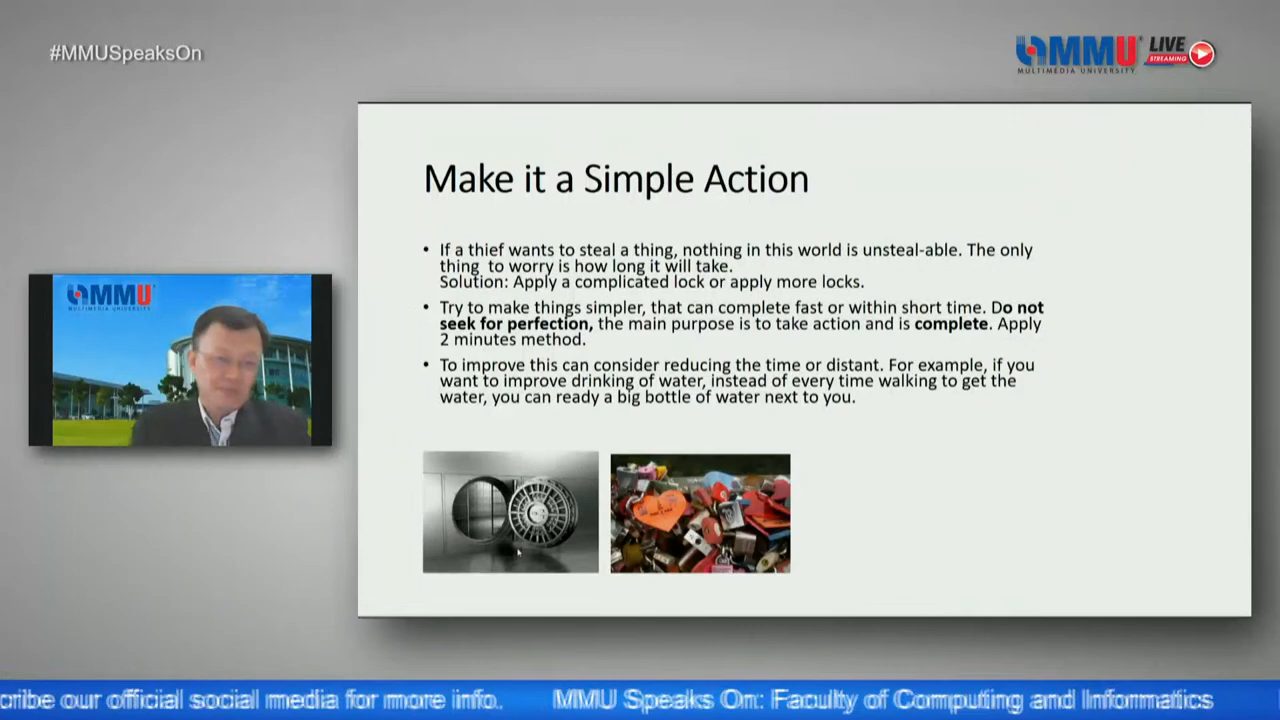 #MMUSpeaksOn
MMU LIVE
MULTIMEDIA UNIVERSITY STREAMING
Make it a Simple Action
• If a thief wants to steal a thing, nothing in this world is unsteal-able. The only
thing to worry is how long it will take.
Solution: Apply a complicated lock or apply more locks.
• Try to make things simpler, that can complete fast or within short time. Do not
seek for perfection, the main purpose is to take action and is complete. Apply
2 minutes method.
• To improve this can consider reducing the time or distant. For example, if you
want to improve drinking of water, instead of every time walking to get the
water, you can ready a big bottle of water next to you.
MMU
MULTIMEDIA UNIVERSITY
cribe our official social media for more info. MMU Speaks On: Faculty of Computing and Informatics